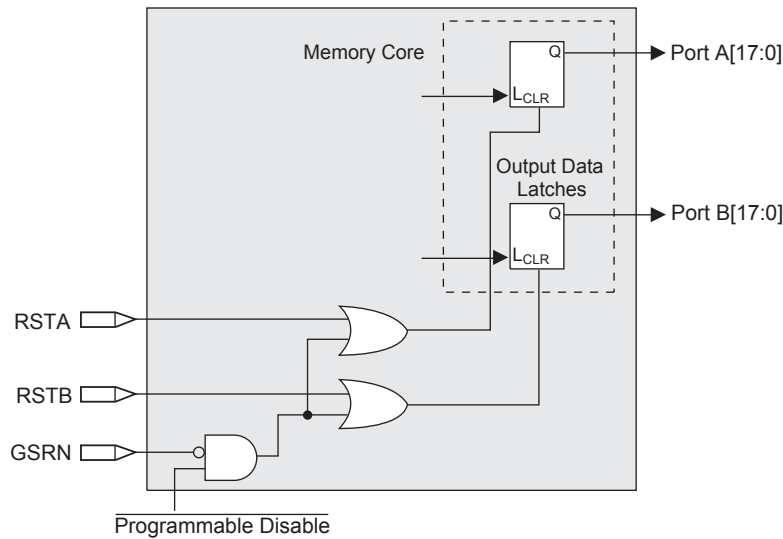 Memory Core
Q
LCLR
Port A[17:0]
Output Data
Latches
Q
LCLR
Port B[17:0]
RSTA
RSTB
GSRN
Programmable Disable